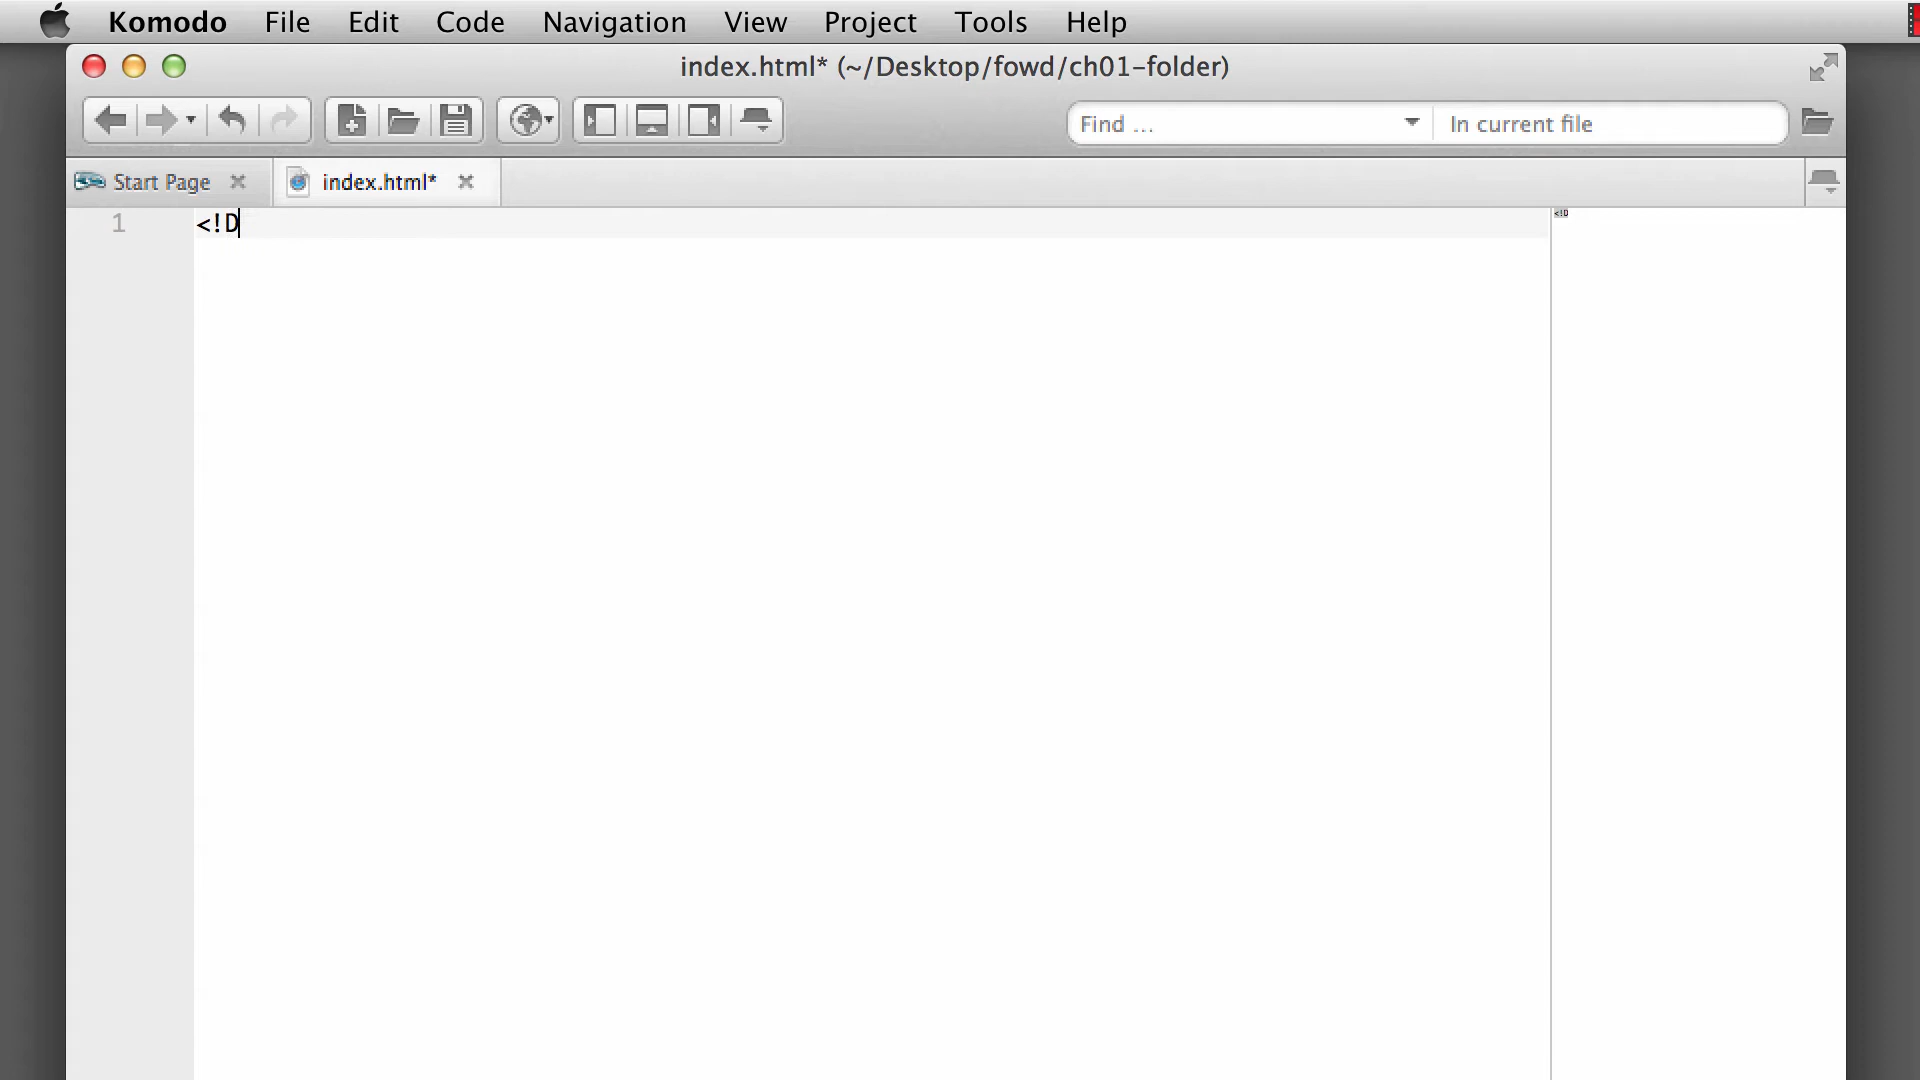 Komodo File Edit Code Navigation View Project Tools Help
index.html* (~/Desktop/fowd/ch01-folder)
Find ... In current file
Start Page index.html*
1 <!D
<!D